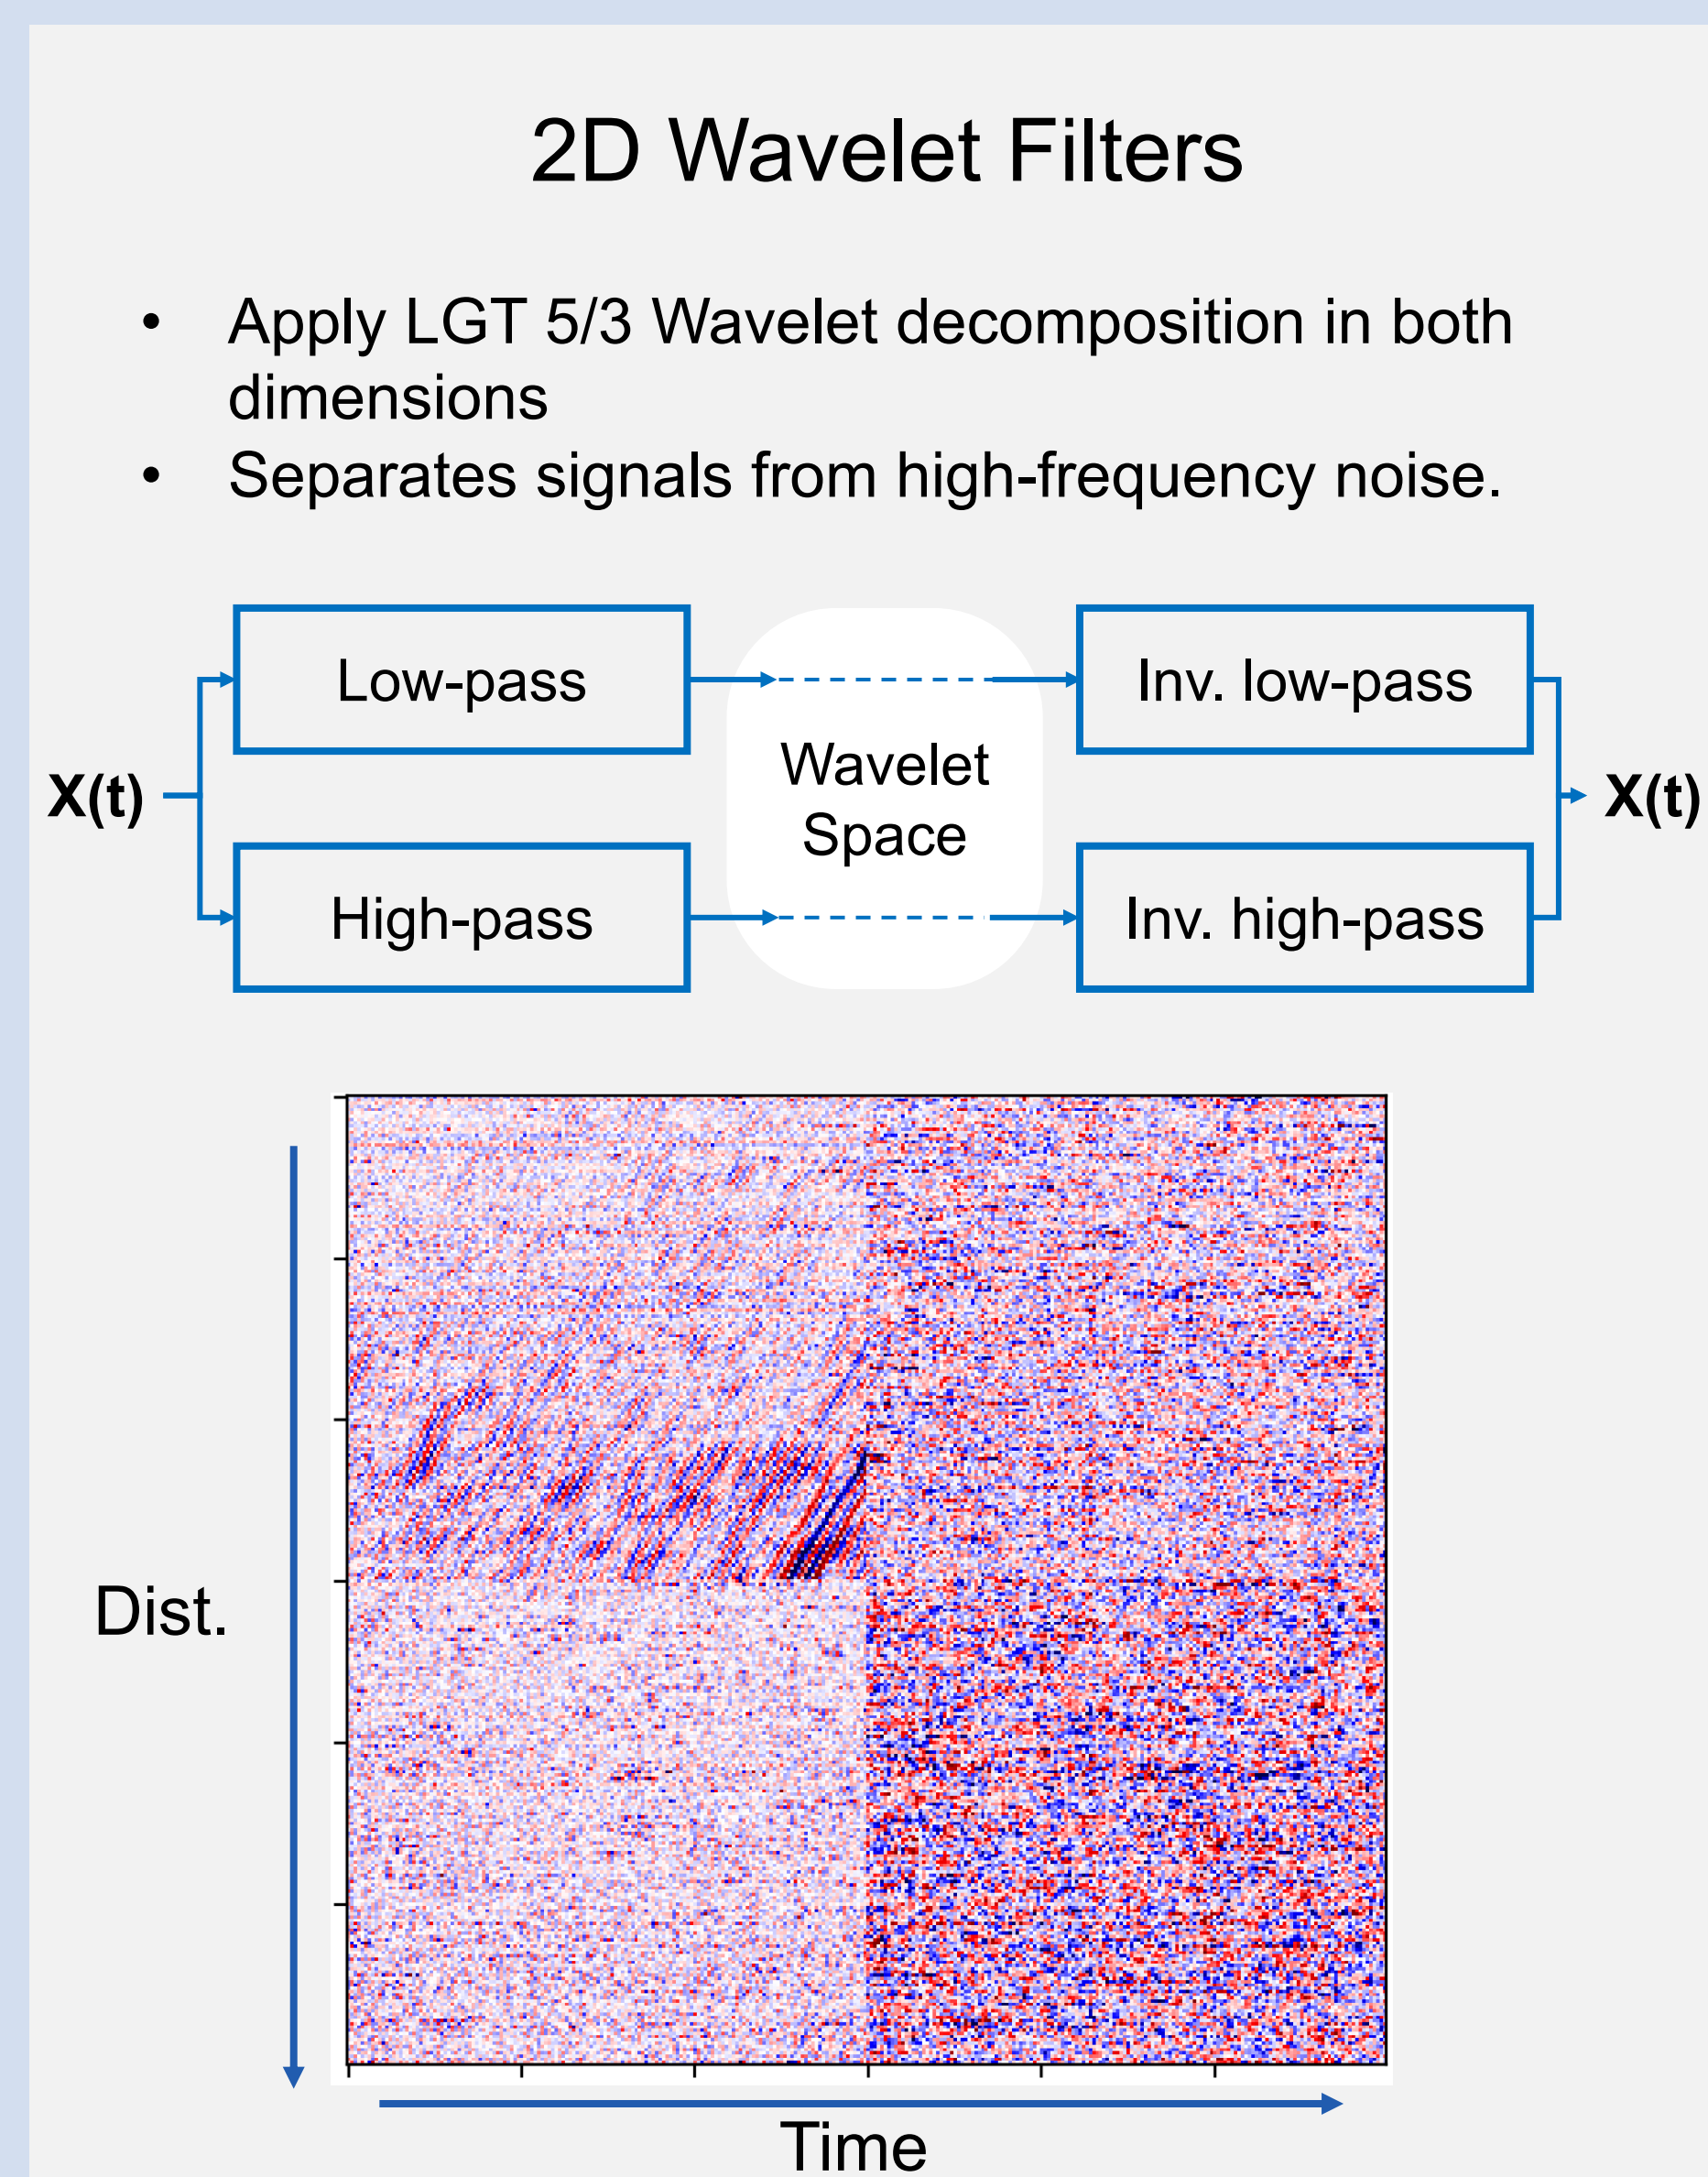 2D Wavelet Filters
• Apply LGT 5/3 Wavelet decomposition in both
dimensions
• Separates signals from high-frequency noise.
Low-pass
Inv. low-pass
X(t)
Wavelet
Space
X(t)
High-pass
Inv. high-pass
Dist.
Time